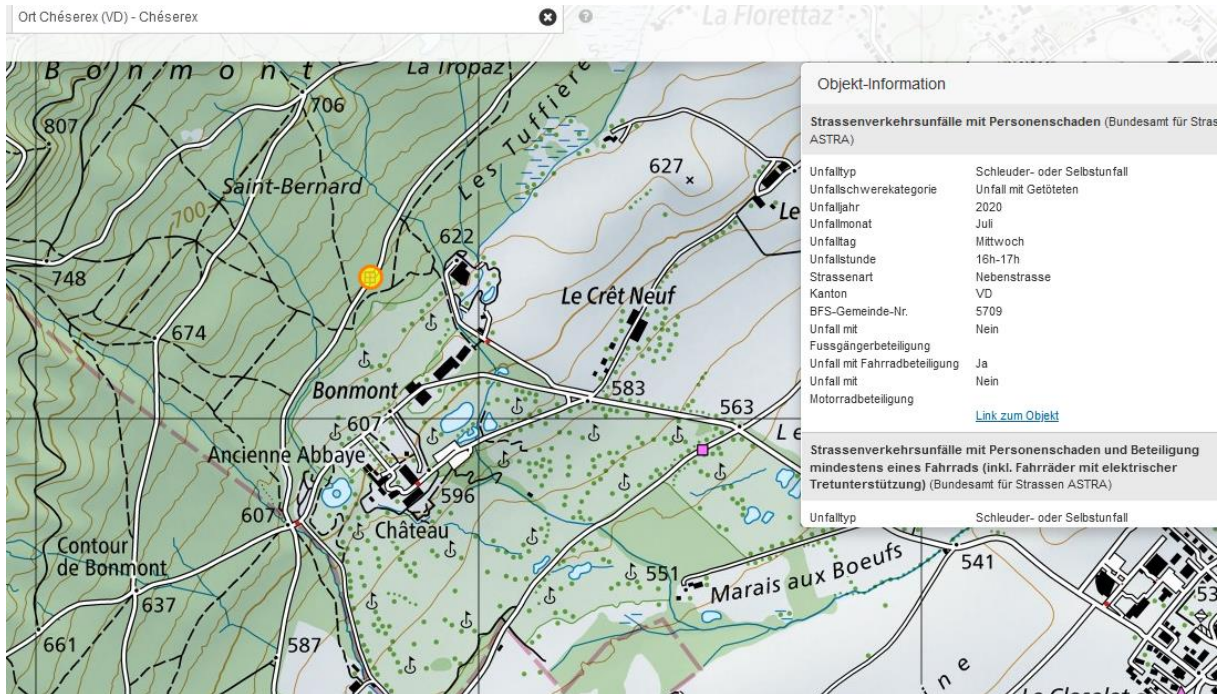 Ort Chéserex (VD) - Chéserex
La Florettaz
Bonmont
La Tropaz
706
807
Les Tuffière
627
Saint-Bernard
700
622
748
674
Le Crêt Neuf
Le
Bonmont
583
563
607
Ancienne Abbaye
L e
596
607
Château
Contour
de Bonmont
637
551
Marais aux Boeufs
541
53
661
587
n e
Objekt-Information
Strassenverkehrsunfälle mit Personenschaden (Bundesamt für Stras
ASTRA)
Unfalltyp Schleuder- oder Selbstunfall
Unfallschwerekategorie Unfall mit Getöteten
Unfalljahr 2020
Unfallmonat Juli
Unfalltag Mittwoch
Unfallstunde 16h-17h
Strassenart Nebenstrasse
Kanton VD
BFS-Gemeinde-Nr. 5709
Unfall mit Nein
Fussgängerbeteiligung
Unfall mit Fahrradbeteiligung Ja
Unfall mit Nein
Motorradbeteiligung
Link zum Objekt
Strassenverkehrsunfälle mit Personenschaden und Beteiligung
mindestens eines Fahrrads (inkl. Fahrräder mit elektrischer
Tretunterstützung) (Bundesamt für Strassen ASTRA)
Unfalltyp Schleuder- oder Selbstunfall